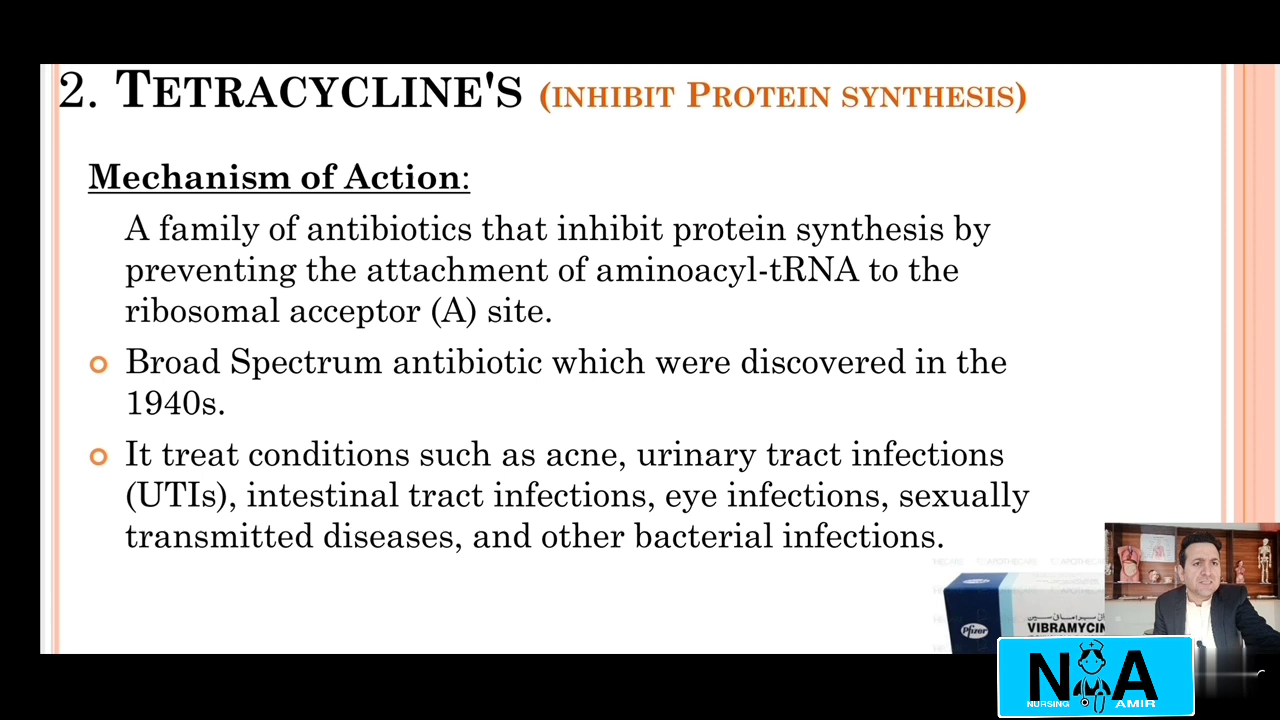 2. TETRACYCLINE'S (INHIBIT PROTEIN SYNTHESIS)
Mechanism of Action:
A family of antibiotics that inhibit protein synthesis by
preventing the attachment of aminoacyl-tRNA to the
ribosomal acceptor (A) site.
Broad Spectrum antibiotic which were discovered in the
1940s.
It treat conditions such as acne, urinary tract infections
(UTIs), intestinal tract infections, eye infections, sexually
transmitted diseases, and other bacterial infections.
Pfizer
VIBRAMYCIN
N A
NURSING AMIR